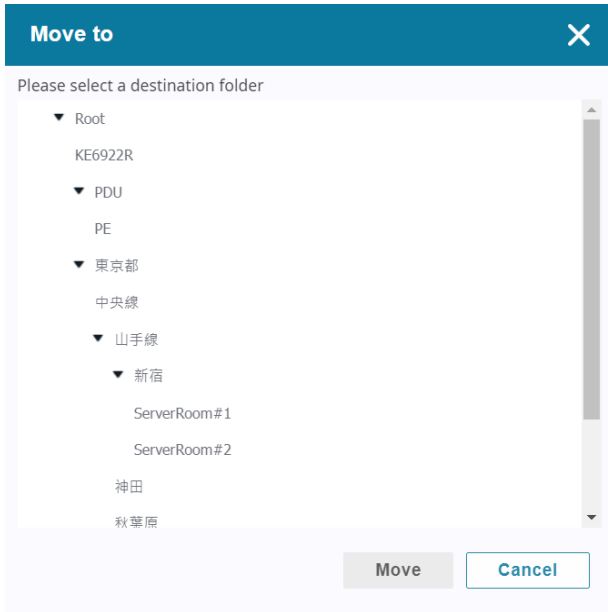 Move to
Please select a destination folder
Root
KE6922R
PDU
PE
東京都
中央線
山手線
新宿
ServerRoom#1
ServerRoom#2
神田
秋葉原
Move
Cancel